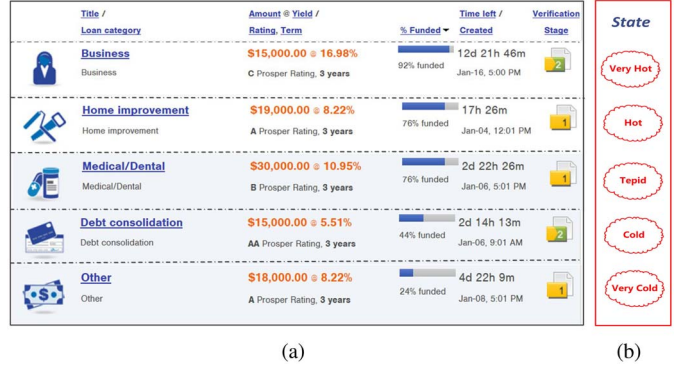 Title / Amount @ Yield / Time left / Verification
Loan category Rating, Term % Funded Created Stage
State
Business $15,000.00 @ 16.98% 12d 21h 46m
Business C Prosper Rating, 3 years 92% funded Jan-16, 5:00 PM 2
Very Hot
Home improvement $19,000.00 @ 8.22% 17h 26m
Home improvement A Prosper Rating, 3 years 76% funded Jan-04, 12:01 PM 1
Hot
Medical/Dental $30,000.00 @ 10.95% 2d 22h 26m
Medical/Dental B Prosper Rating, 3 years 76% funded Jan-06, 5:01 PM 1
Tepid
Debt consolidation $15,000.00 @ 5.51% 2d 14h 13m
Debt consolidation AA Prosper Rating, 3 years 44% funded Jan-06, 9:01 AM 2
Cold
Other $18,000.00 @ 8.22% 4d 22h 9m
Other A Prosper Rating, 3 years 24% funded Jan-08, 5:01 PM 1
Very Cold
$
(a) (b)